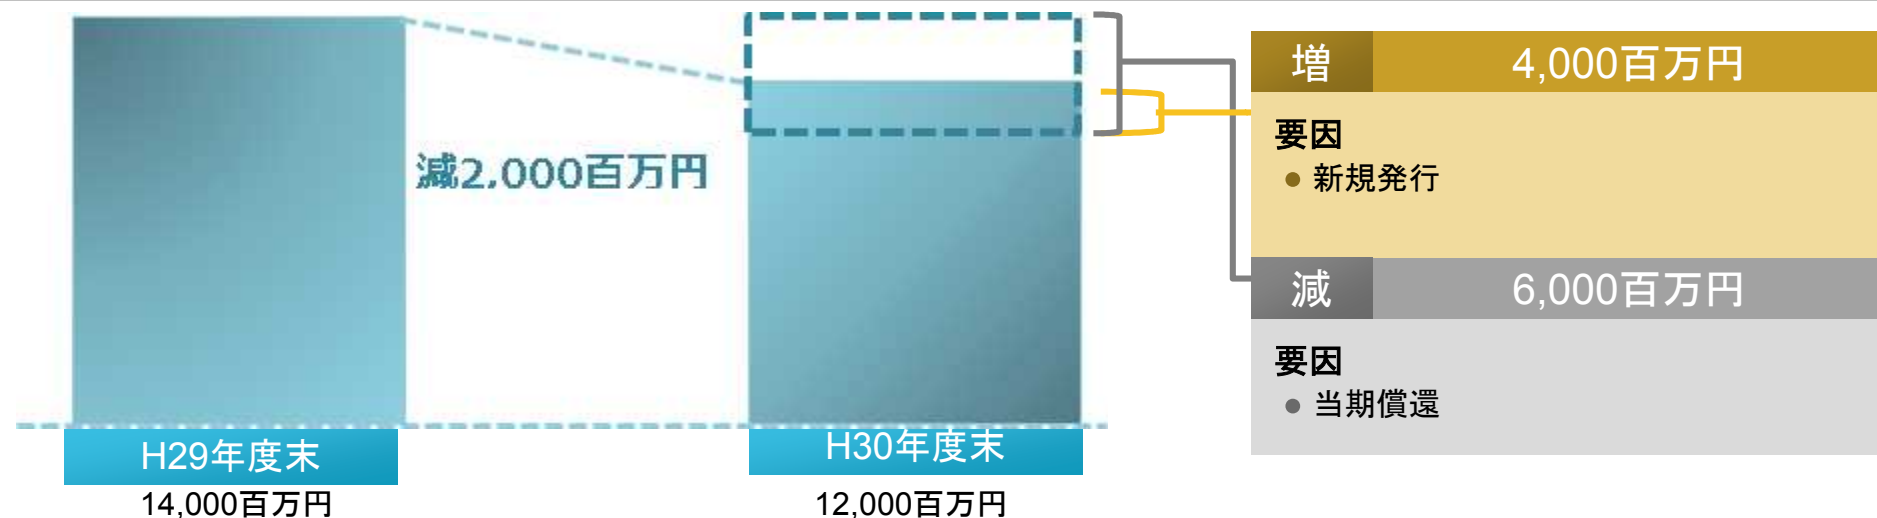 減2,000百万円
H29年度末
14,000百万円
H30年度末
12,000百万円
増 4,000百万円
要因
● 新規発行
減 6,000百万円
要因
● 当期償還